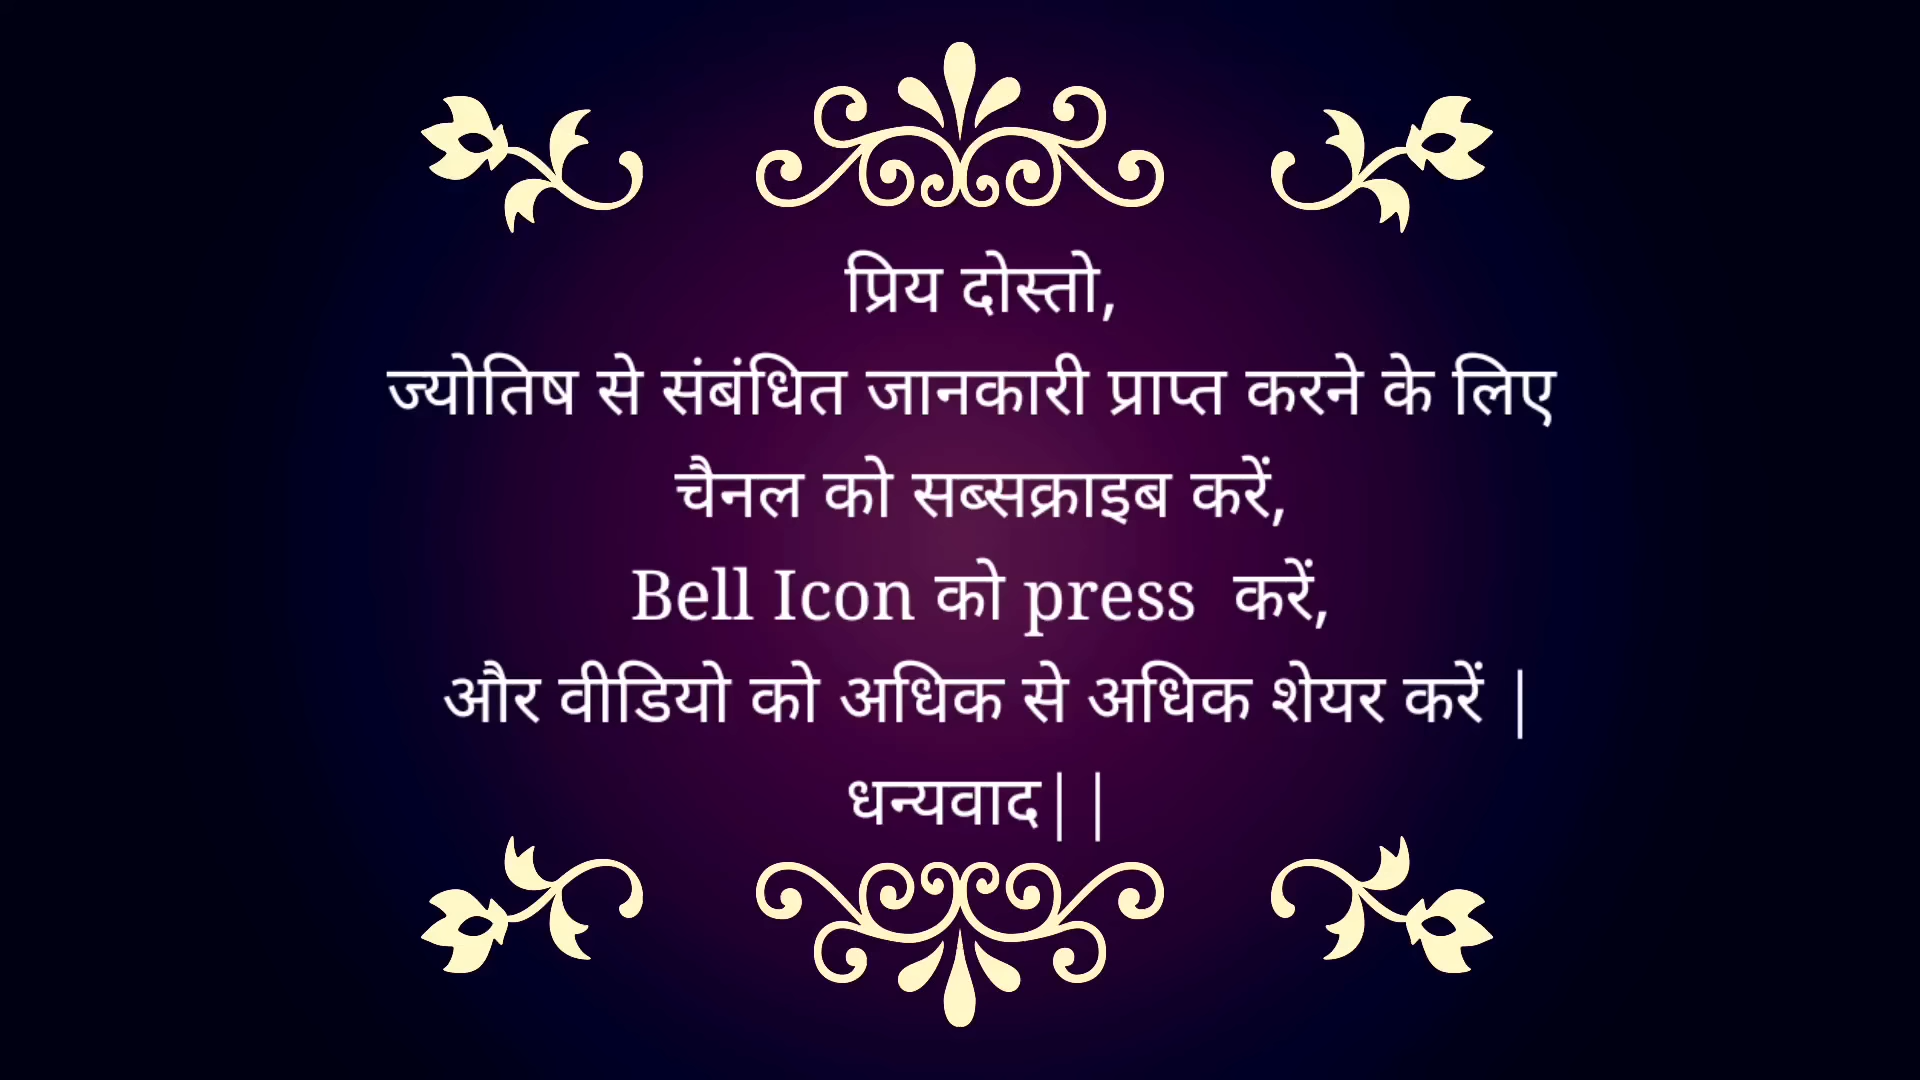 प्रिय दोस्तो,
ज्योतिष से संबंधित जानकारी प्राप्त करने के लिए
चैनल को सब्सक्राइब करें,
Bell Icon को press  करें,
और वीडियो को अधिक से अधिक शेयर करें |
धन्यवाद||